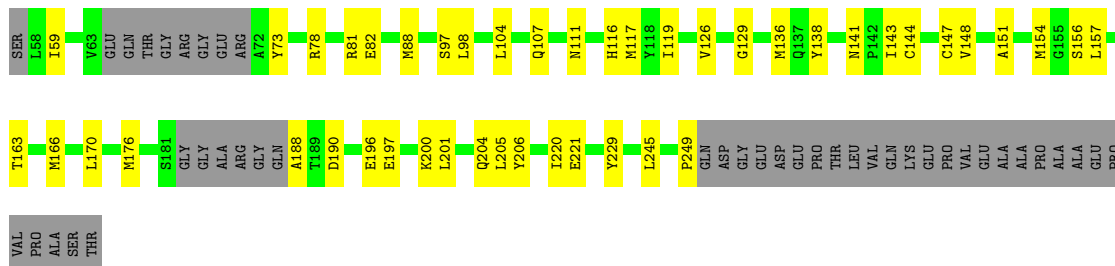 SER L58 I59 V63 GLU GLN THR GLY ARG GLY GLU ARG A72 Y73 R78 R81 E82 M88 S97 L98 L104 Q107 N111 H116 M117 Y118 I119 V126 G129 M136 Q137 Y138 N141 P142 I143 C144 C147 V148 A151 M154 G155 S156 L157
T163 M166 L170 M176 S181 GLY GLY ALA ARG GLY GLN A188 T189 D190 E196 E197 K200 L201 Q204 L205 Y206 I220 E221 Y229 L245 P249 GLN ASP GLY GLU ASP GLU PRO THR LEU VAL GLN LYS GLU PRO VAL GLU ALA ALA PRO ALA ALA GLU PRO
VAL PRO ALA SER THR